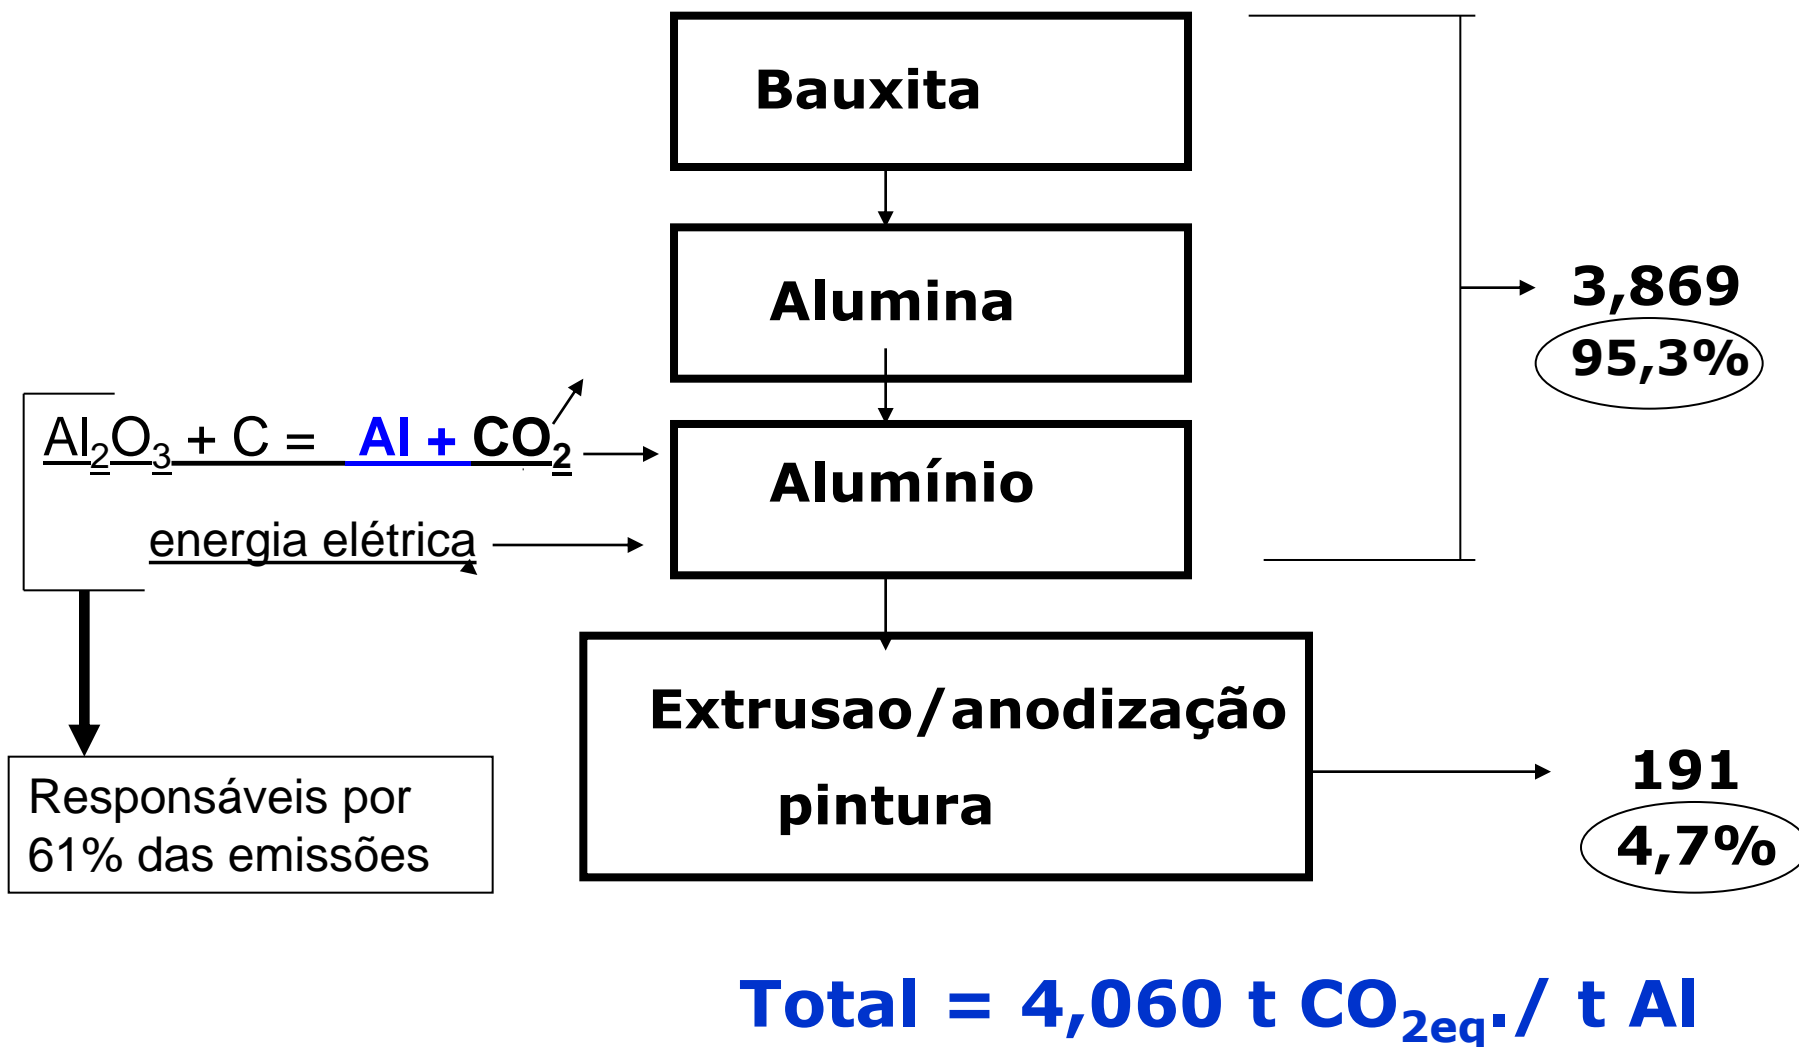 Bauxita
Alumina
3,869
95,3%
Al2O3 + C = Al + CO2
Alumínio
energia elétrica
Extrusao/anodização
pintura
191
4,7%
Responsáveis por
61% das emissões
Total = 4,060 t CO2eq./ t Al